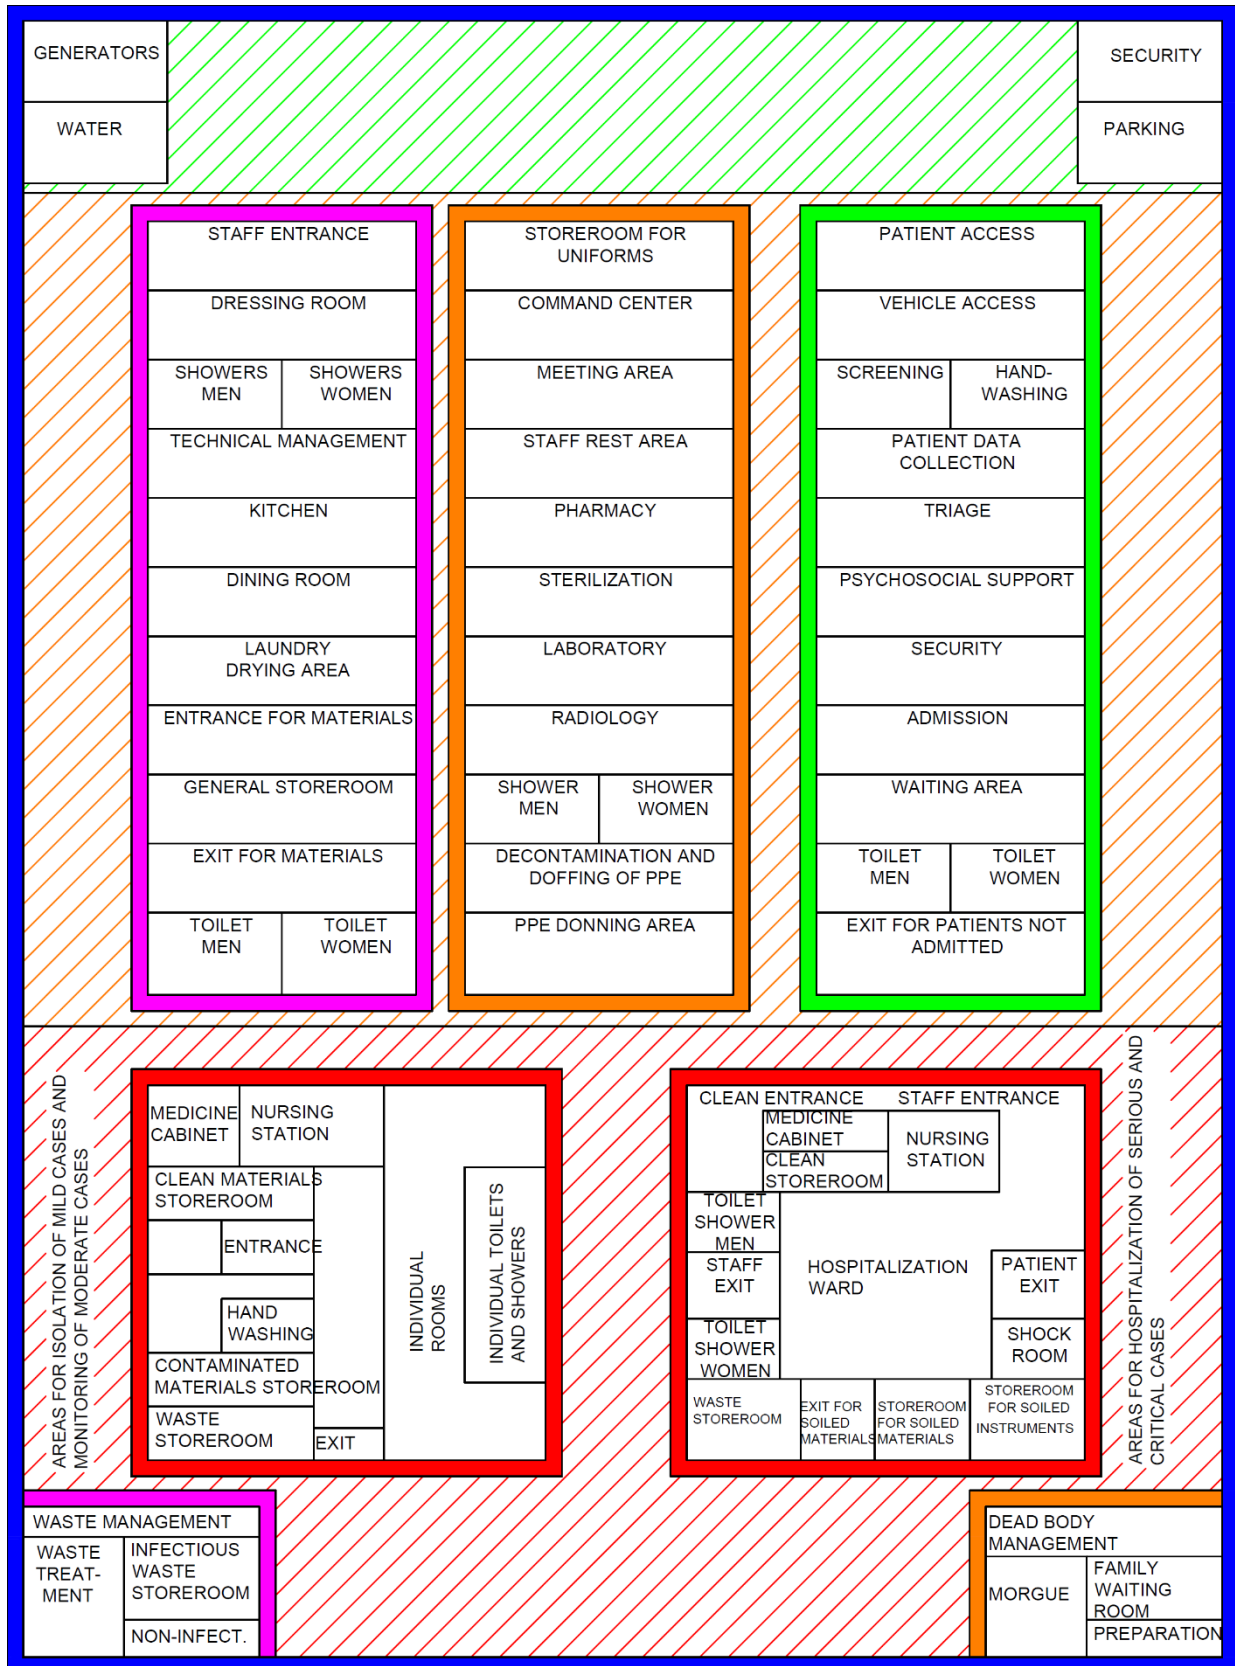 GENERATORS
WATER
SECURITY
PARKING
STAFF ENTRANCE
DRESSING ROOM
SHOWERS
MEN
SHOWERS
WOMEN
TECHNICAL MANAGEMENT
KITCHEN
DINING ROOM
LAUNDRY
DRYING AREA
ENTRANCE FOR MATERIALS
GENERAL STOREROOM
EXIT FOR MATERIALS
TOILET
MEN
TOILET
WOMEN
STOREROOM FOR
UNIFORMS
COMMAND CENTER
MEETING AREA
STAFF REST AREA
PHARMACY
STERILIZATION
LABORATORY
RADIOLOGY
SHOWER
MEN
SHOWER
WOMEN
DECONTAMINATION AND
DOFFING OF PPE
PPE DONNING AREA
PATIENT ACCESS
VEHICLE ACCESS
SCREENING
HAND-
WASHING
PATIENT DATA
COLLECTION
TRIAGE
PSYCHOSOCIAL SUPPORT
SECURITY
ADMISSION
WAITING AREA
TOILET
MEN
TOILET
WOMEN
EXIT FOR PATIENTS NOT
ADMITTED
AREAS FOR ISOLATION OF MILD CASES AND
MONITORING OF MODERATE CASES
MEDICINE
CABINET
NURSING
STATION
CLEAN MATERIALS
STOREROOM
ENTRANCE
HAND
WASHING
CONTAMINATED
MATERIALS STOREROOM
WASTE
STOREROOM
EXIT
INDIVIDUAL
ROOMS
INDIVIDUAL TOILETS
AND SHOWERS
CLEAN ENTRANCE
STAFF ENTRANCE
MEDICINE
CABINET
CLEAN
STOREROOM
NURSING
STATION
TOILET
SHOWER
MEN
STAFF
EXIT
TOILET
SHOWER
WOMEN
HOSPITALIZATION
WARD
PATIENT
EXIT
SHOCK
ROOM
WASTE
STOREROOM
EXIT FOR
SOILED
MATERIALS
STOREROOM
FOR SOILED
MATERIALS
STOREROOM
FOR SOILED
INSTRUMENTS
AREAS FOR HOSPITALIZATION OF SERIOUS AND
CRITICAL CASES
WASTE MANAGEMENT
WASTE
TREAT-
MENT
INFECTIOUS
WASTE
STOREROOM
NON-INFECT.
DEAD BODY
MANAGEMENT
MORGUE
FAMILY
WAITING
ROOM
PREPARATION